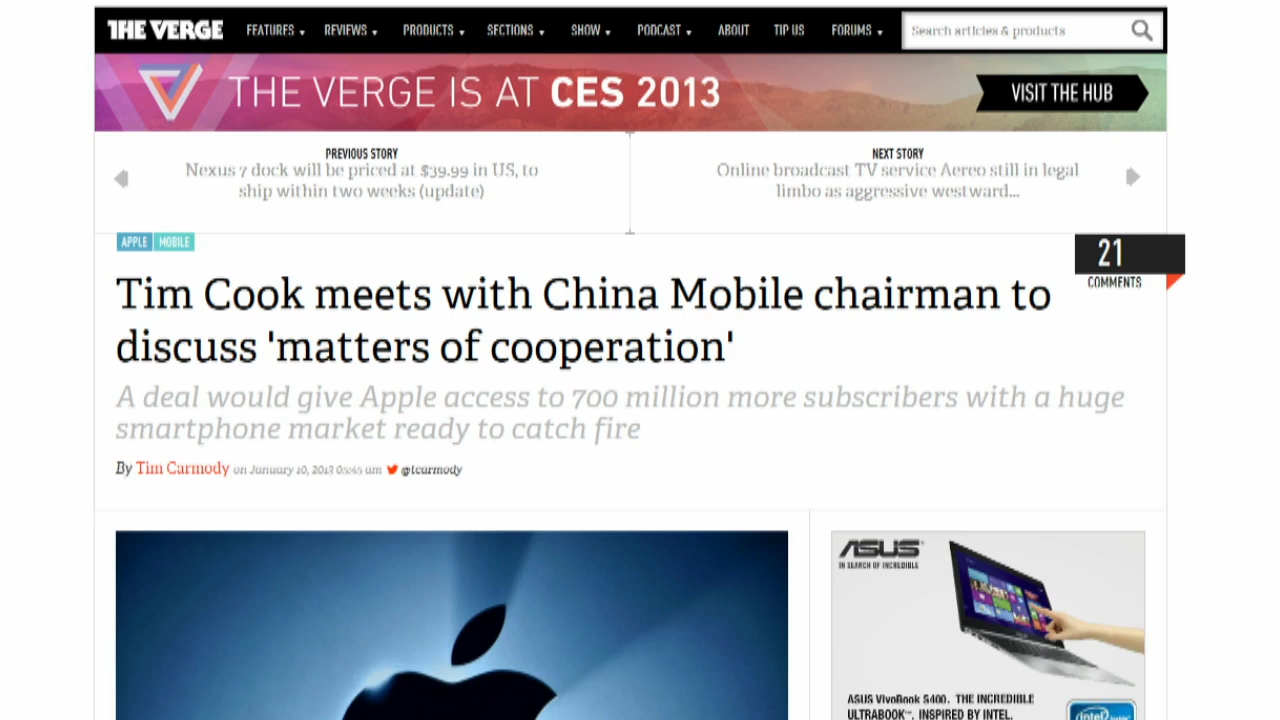 THE VERGE FEATURES REVIEWS PRODUCTS SECTIONS SHOW PODCAST ABOUT TIP US FORUMS Search articles & products
THE VERGE IS AT CES 2013 VISIT THE HUB
PREVIOUS STORY
Nexus 7 dock will be priced at $39.99 in US, to
ship within two weeks (update)
NEXT STORY
Online broadcast TV service Aereo still in legal
limbo as aggressive westward...
APPLE MOBILE
21
COMMENTS
Tim Cook meets with China Mobile chairman to
discuss 'matters of cooperation'
A deal would give Apple access to 700 million more subscribers with a huge
smartphone market ready to catch fire
By Tim Carmody on January 10, 2013 @tcarmody
ASUS
IN SEARCH OF INCREDIBLE
ASUS VivoBook S400. THE INCREDIBLE
ULTRABOOK™, INSPIRED BY INTEL.
intel